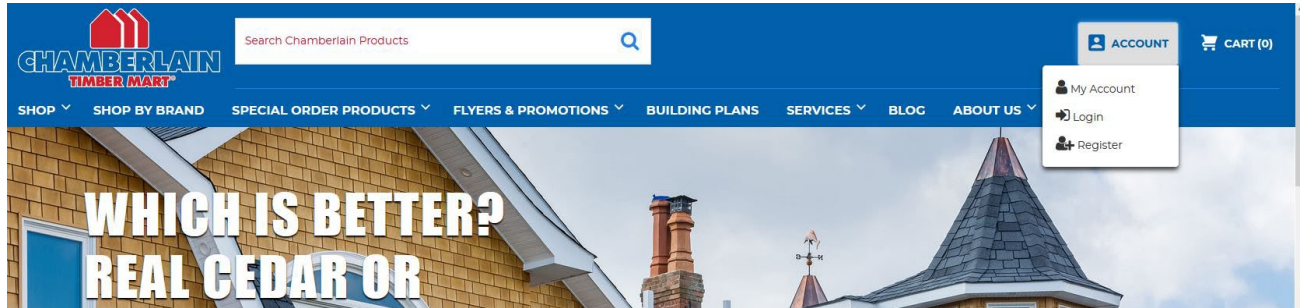 CHAMBERLAIN
TIMBER MART®
Search Chamberlain Products
ACCOUNT
CART (0)
My Account
Login
Register
SHOP SHOP BY BRAND SPECIAL ORDER PRODUCTS FLYERS & PROMOTIONS BUILDING PLANS SERVICES BLOG ABOUT US
WHICH IS BETTER?
REAL CEDAR OR